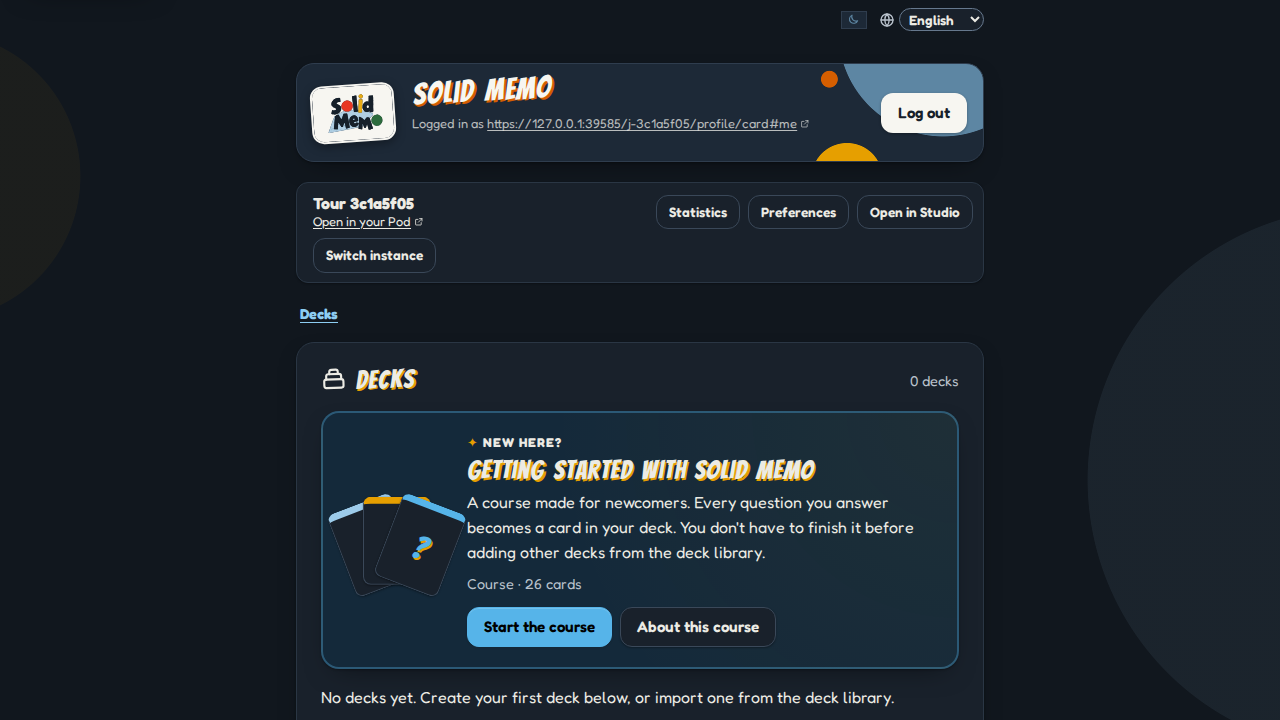 English
Solid Memo
SOLID MEMO
Logged in as https://127.0.0.1:39585/j-3c1a5f05/profile/card#me
Log out
Tour 3c1a5f05
Open in your Pod
Statistics
Preferences
Open in Studio
Switch instance
Decks
DECKS
0 decks
✦ NEW HERE?
GETTING STARTED WITH SOLID MEMO
A course made for newcomers. Every question you answer
becomes a card in your deck. You don't have to finish it before
adding other decks from the deck library.
?
Course · 26 cards
Start the course
About this course
No decks yet. Create your first deck below, or import one from the deck library.